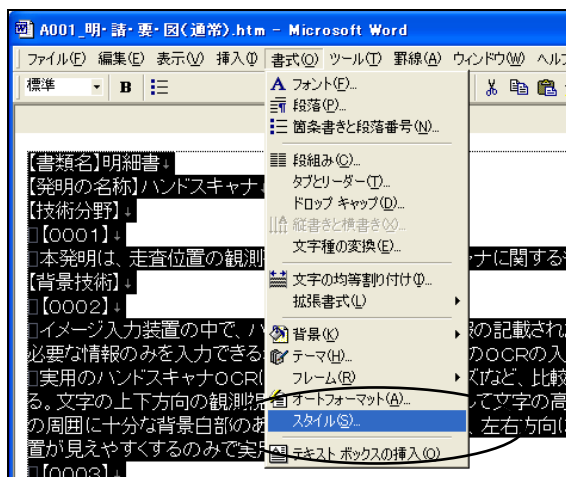 A001_明・請・要・図(通常).htm - Microsoft Word
ファイル(F) 編集(E) 表示(V) 挿入(I) 書式(O) ツール(T) 罫線(A) ウィンドウ(W) ヘル
標準 B
フォント(F)...
段落(P)...
箇条書きと段落番号(N)...
段組み(C)...
タブとリーダー(T)...
ドロップ キャップ(D)...
縦書きと横書き(X)...
文字種の変換(E)...
文字の均等割り付け(I)...
拡張書式(L)
背景(K)
テーマ(H)...
フレーム(R)
オートフォーマット(A)...
スタイル(S)...
テキスト ボックスの挿入(O)
【書類名】明細書↓
【発明の名称】ハンドスキャナ
【技術分野】↓
□【0001】↓
□本発明は、走査位置の観測 ャナに関する
【背景技術】↓
□【0002】↓
□イメージ入力装置の中で、ハ 報の記載され
必要な情報のみを入力できる のOCRの入
□実用のハンドスキャナOCR( など、比較
る。文字の上下方向の観測 て文字の高
の周囲に十分な背景白部のあ 、左右方向に
置が見えやすくするのみで実
□【0003】↓